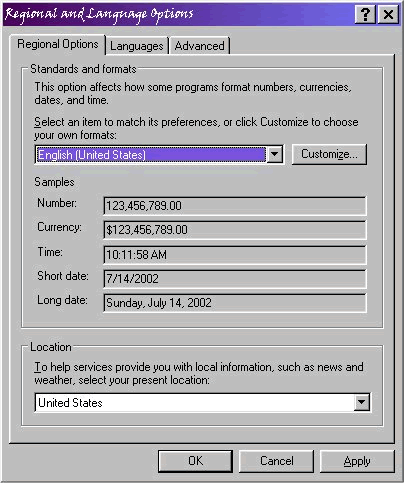 Regional and Language Options
Regional Options Languages Advanced
Standards and formats
This option affects how some programs format numbers, currencies,
dates, and time.
Select an item to match its preferences, or click Customize to choose
your own formats:
English (United States) Customize...
Samples
Number: 123,456,789.00
Currency: $123,456,789.00
Time: 10:11:58 AM
Short date: 7/14/2002
Long date: Sunday, July 14, 2002
Location
To help services provide you with local information, such as news and
weather, select your present location:
United States
OK Cancel Apply